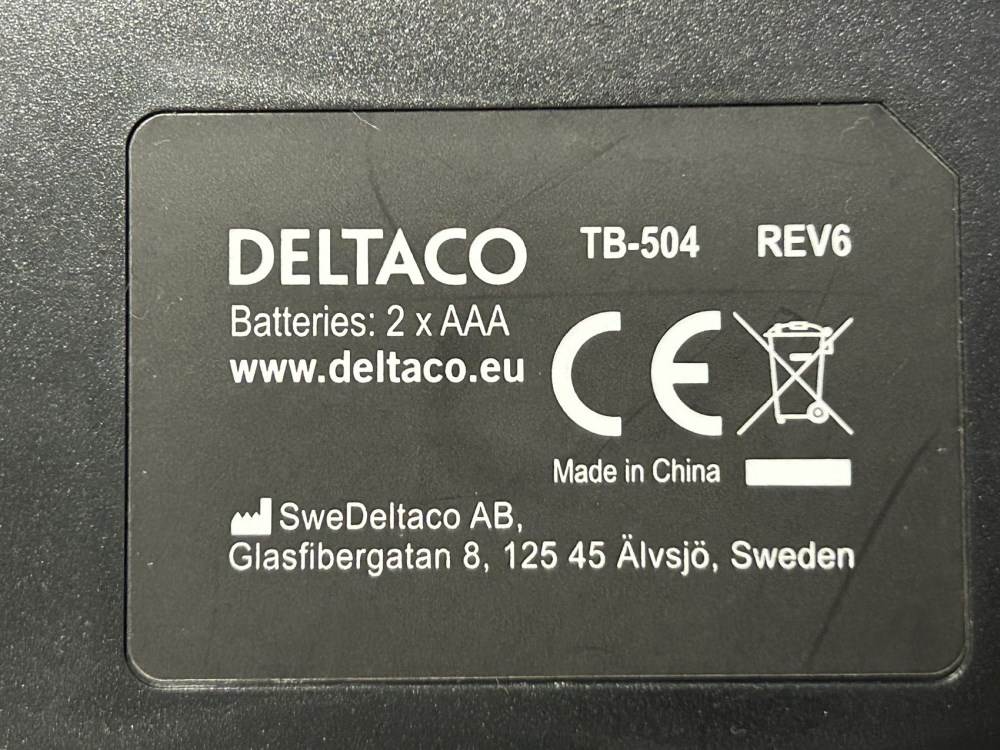 DELTACO TB-504 REV6
Batteries: 2 x AAA
www.deltaco.eu
CE
Made in China
SweDeltaco AB,
Glasfibergatan 8, 125 45 Älvsjö, Sweden